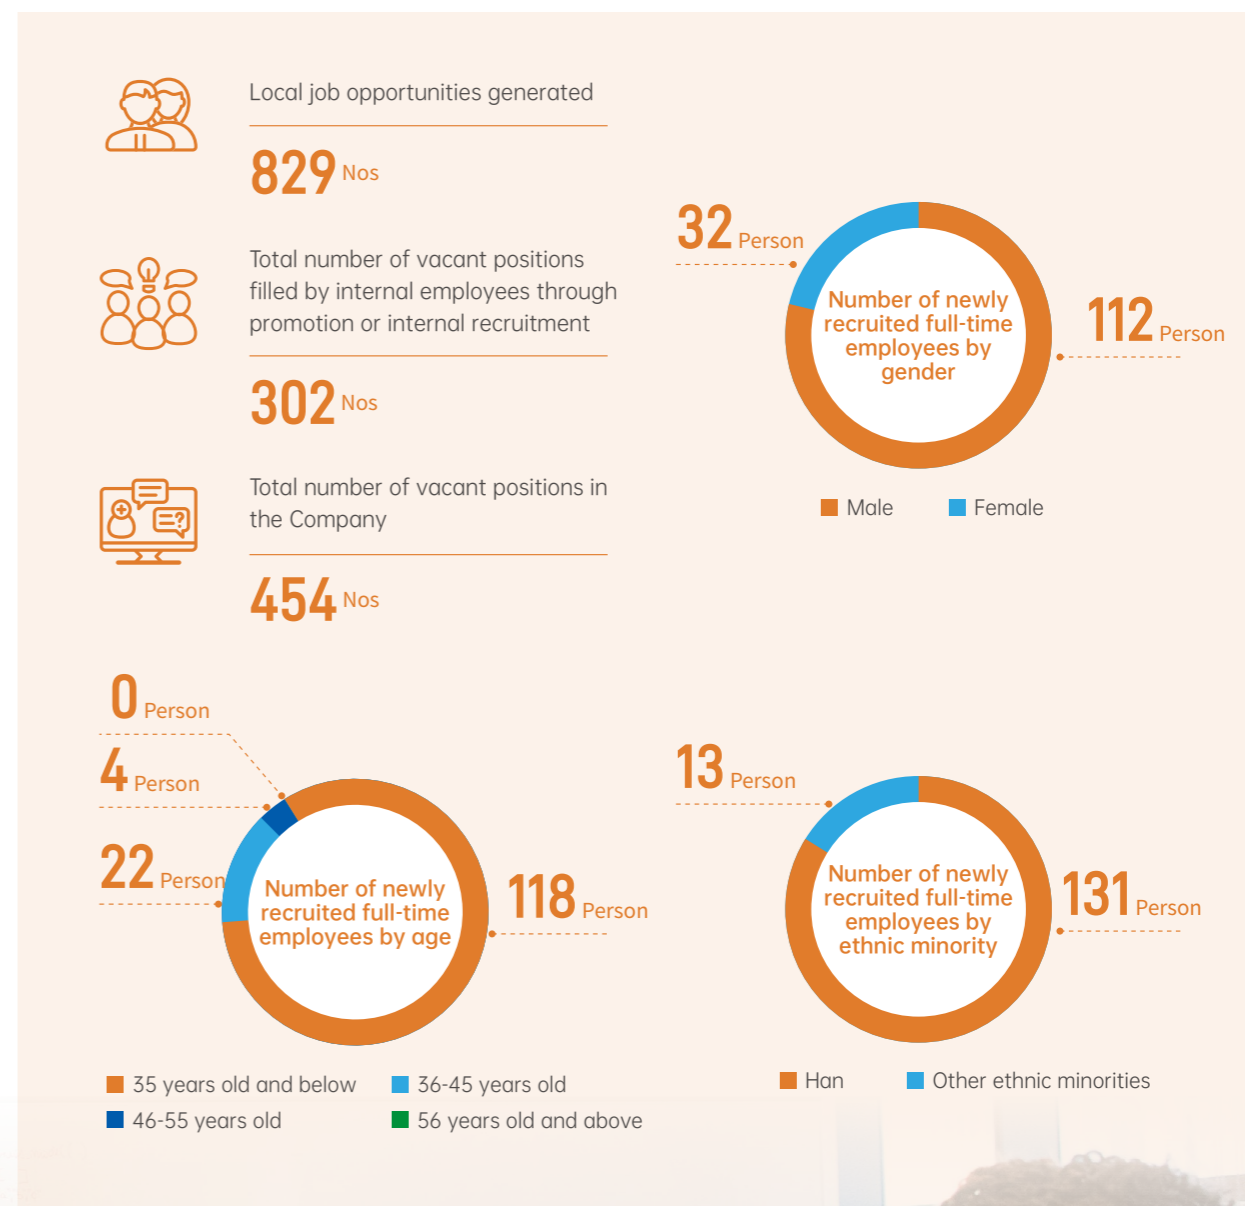 Local job opportunities generated
829 Nos
Total number of vacant positions
filled by internal employees through
promotion or internal recruitment
302 Nos
Total number of vacant positions in
the Company
454 Nos
32 Person
Number of newly
recruited full-time
employees by
gender
112 Person
Male
Female
0 Person
4 Person
22 Person
Number of newly
recruited full-time
employees by age
118 Person
35 years old and below
36-45 years old
46-55 years old
56 years old and above
13 Person
Number of newly
recruited full-time
employees by
ethnic minority
131 Person
Han
Other ethnic minorities